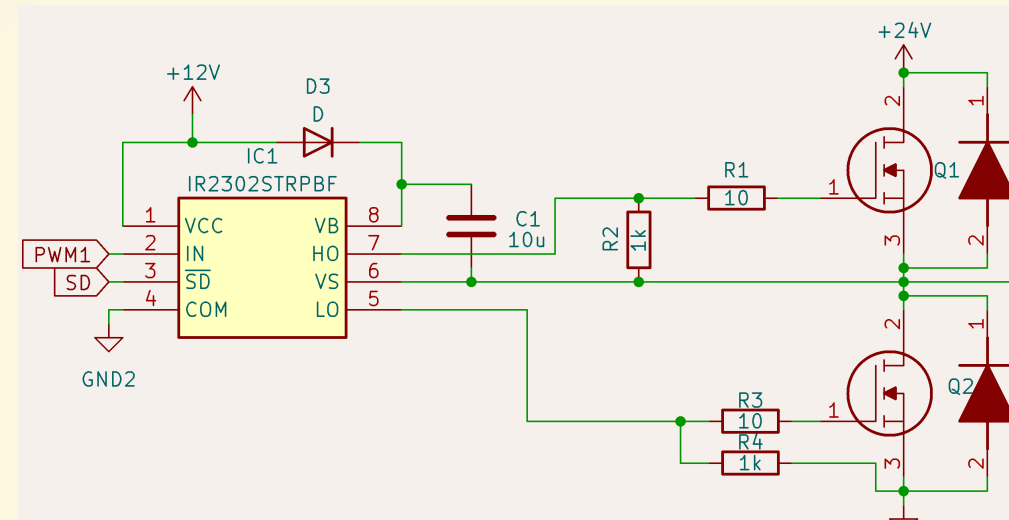 +24V
+12V
D3
D
2
1
IC1
IR2302STRPBF
R1
Q1
1
VCC
VB
8
10
1
2
IN
HO
7
C1
10u
R2
1k
3
2
PWM1
3
SD
VS
6
SD
4
COM
LO
5
2
1
GND2
R3
Q2
10
1
R4
1k
3
2